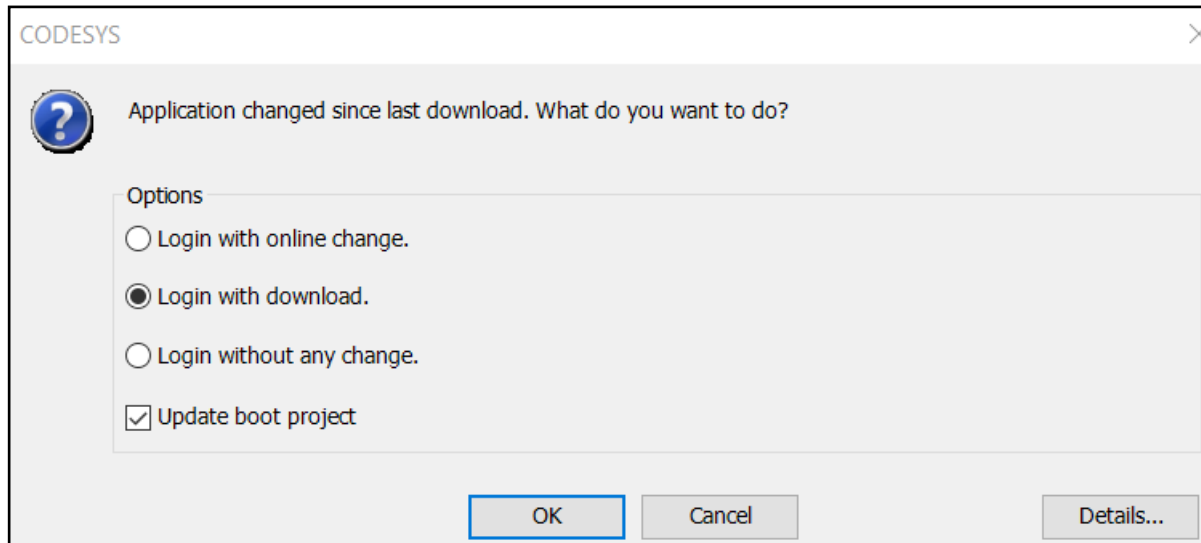 CODESYS
Application changed since last download. What do you want to do?
Options
Login with online change.
Login with download.
Login without any change.
Update boot project
OK
Cancel
Details...